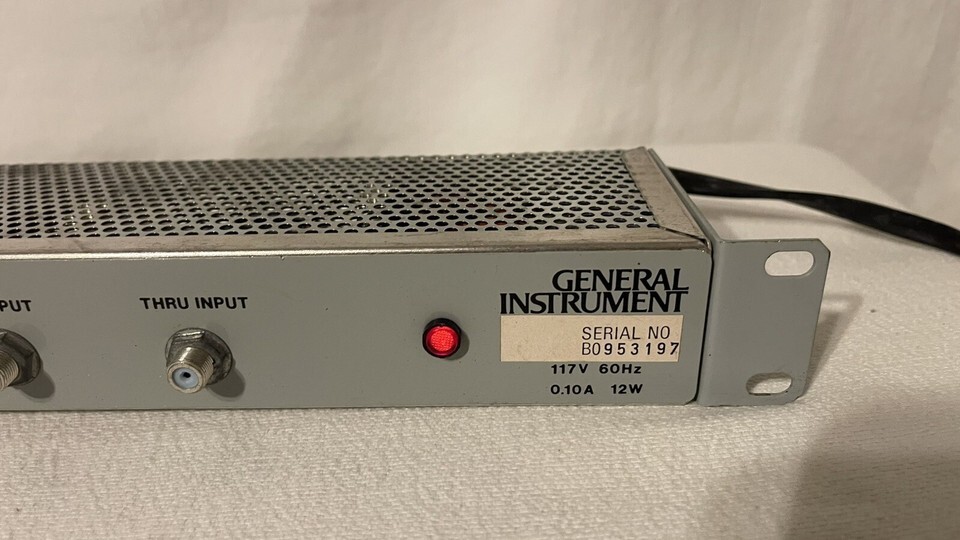 PUT
THRU INPUT
GENERAL
INSTRUMENT
SERIAL NO
B0953197
117V 60Hz
0.10A 12W